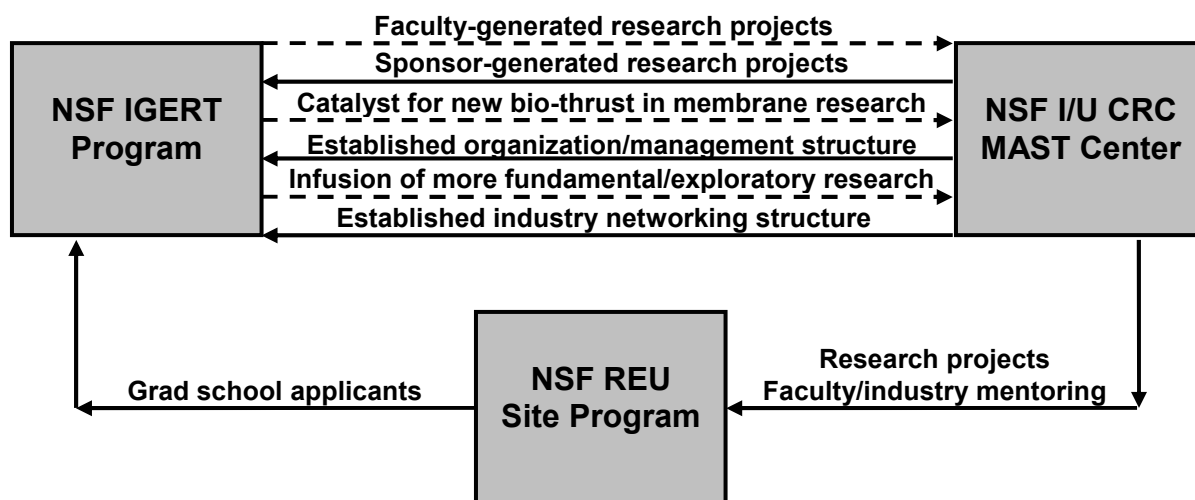 Faculty-generated research projects
Sponsor-generated research projects
NSF IGERT
Program
Catalyst for new bio-thrust in membrane research
NSF I/U CRC
MAST Center
Established organization/management structure
Infusion of more fundamental/exploratory research
Established industry networking structure
Research projects
Faculty/industry mentoring
NSF REU
Site Program
Grad school applicants